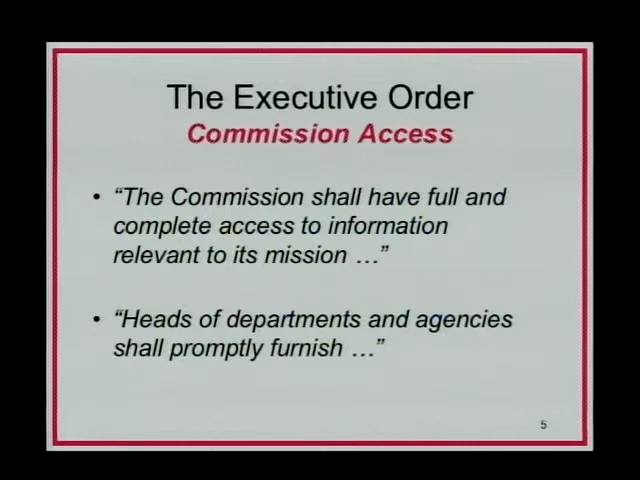 The Executive Order
Commission Access
• “The Commission shall have full and
complete access to information
relevant to its mission …”
• “Heads of departments and agencies
shall promptly furnish …”
5